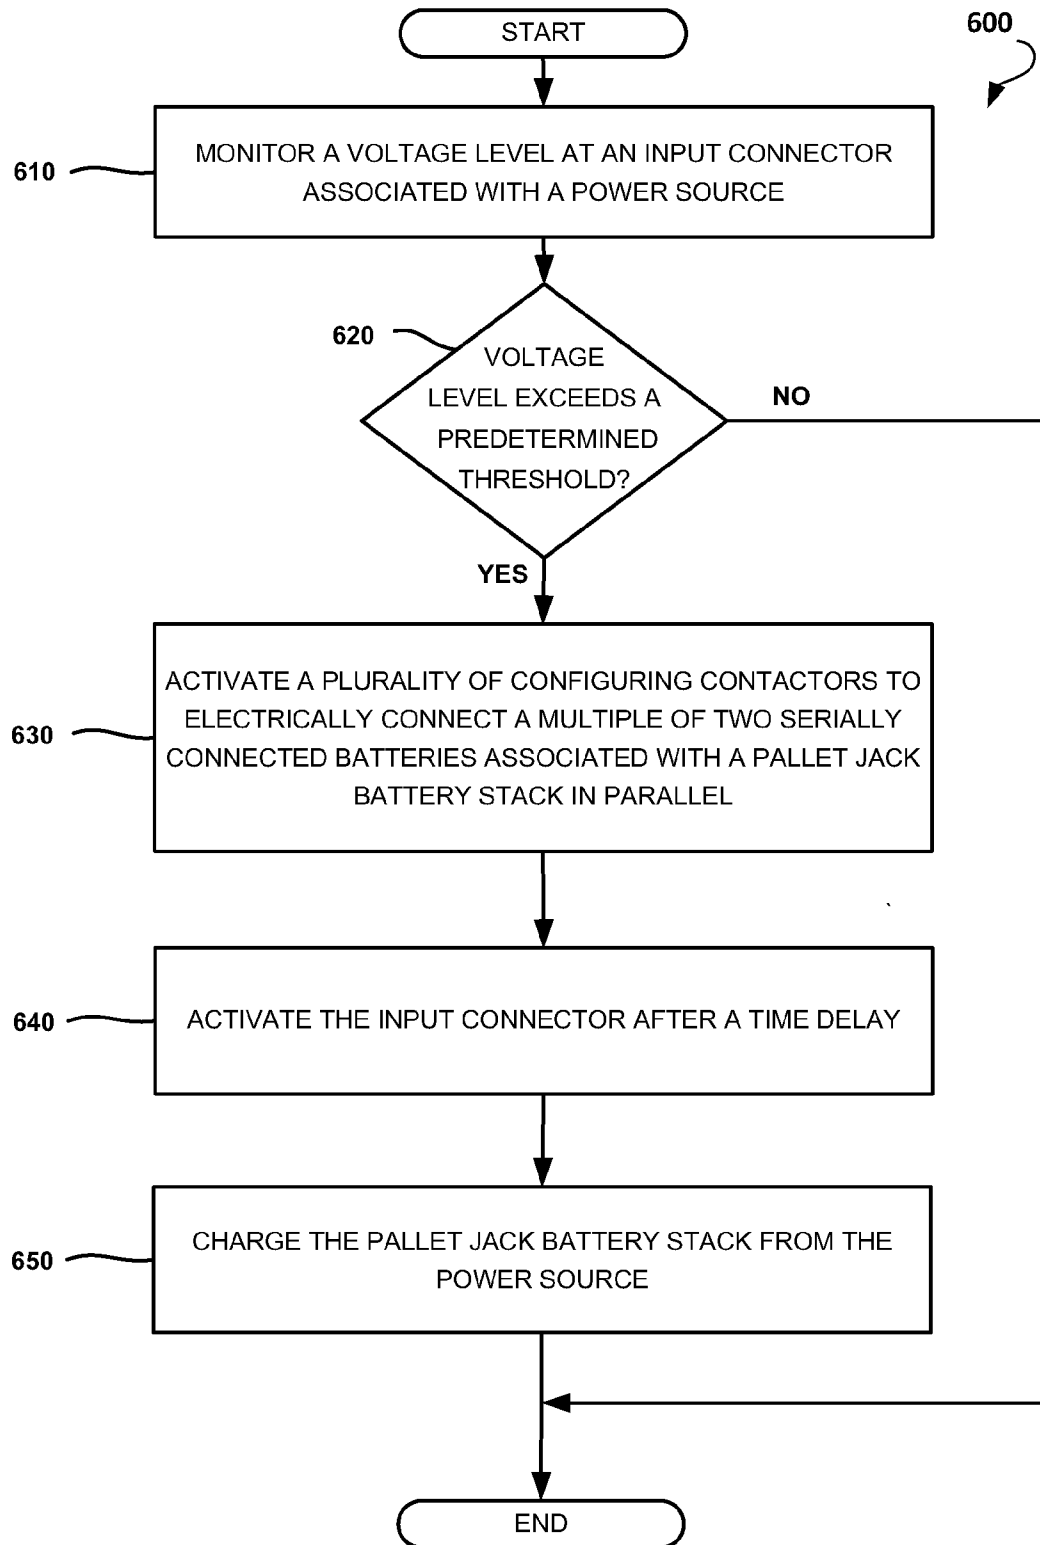 START
600
610
MONITOR A VOLTAGE LEVEL AT AN INPUT CONNECTOR
ASSOCIATED WITH A POWER SOURCE
620
VOLTAGE
LEVEL EXCEEDS A
PREDETERMINED
THRESHOLD?
NO
YES
630
ACTIVATE A PLURALITY OF CONFIGURING CONTACTORS TO
ELECTRICALLY CONNECT A MULTIPLE OF TWO SERIALLY
CONNECTED BATTERIES ASSOCIATED WITH A PALLET JACK
BATTERY STACK IN PARALLEL
640
ACTIVATE THE INPUT CONNECTOR AFTER A TIME DELAY
650
CHARGE THE PALLET JACK BATTERY STACK FROM THE
POWER SOURCE
END